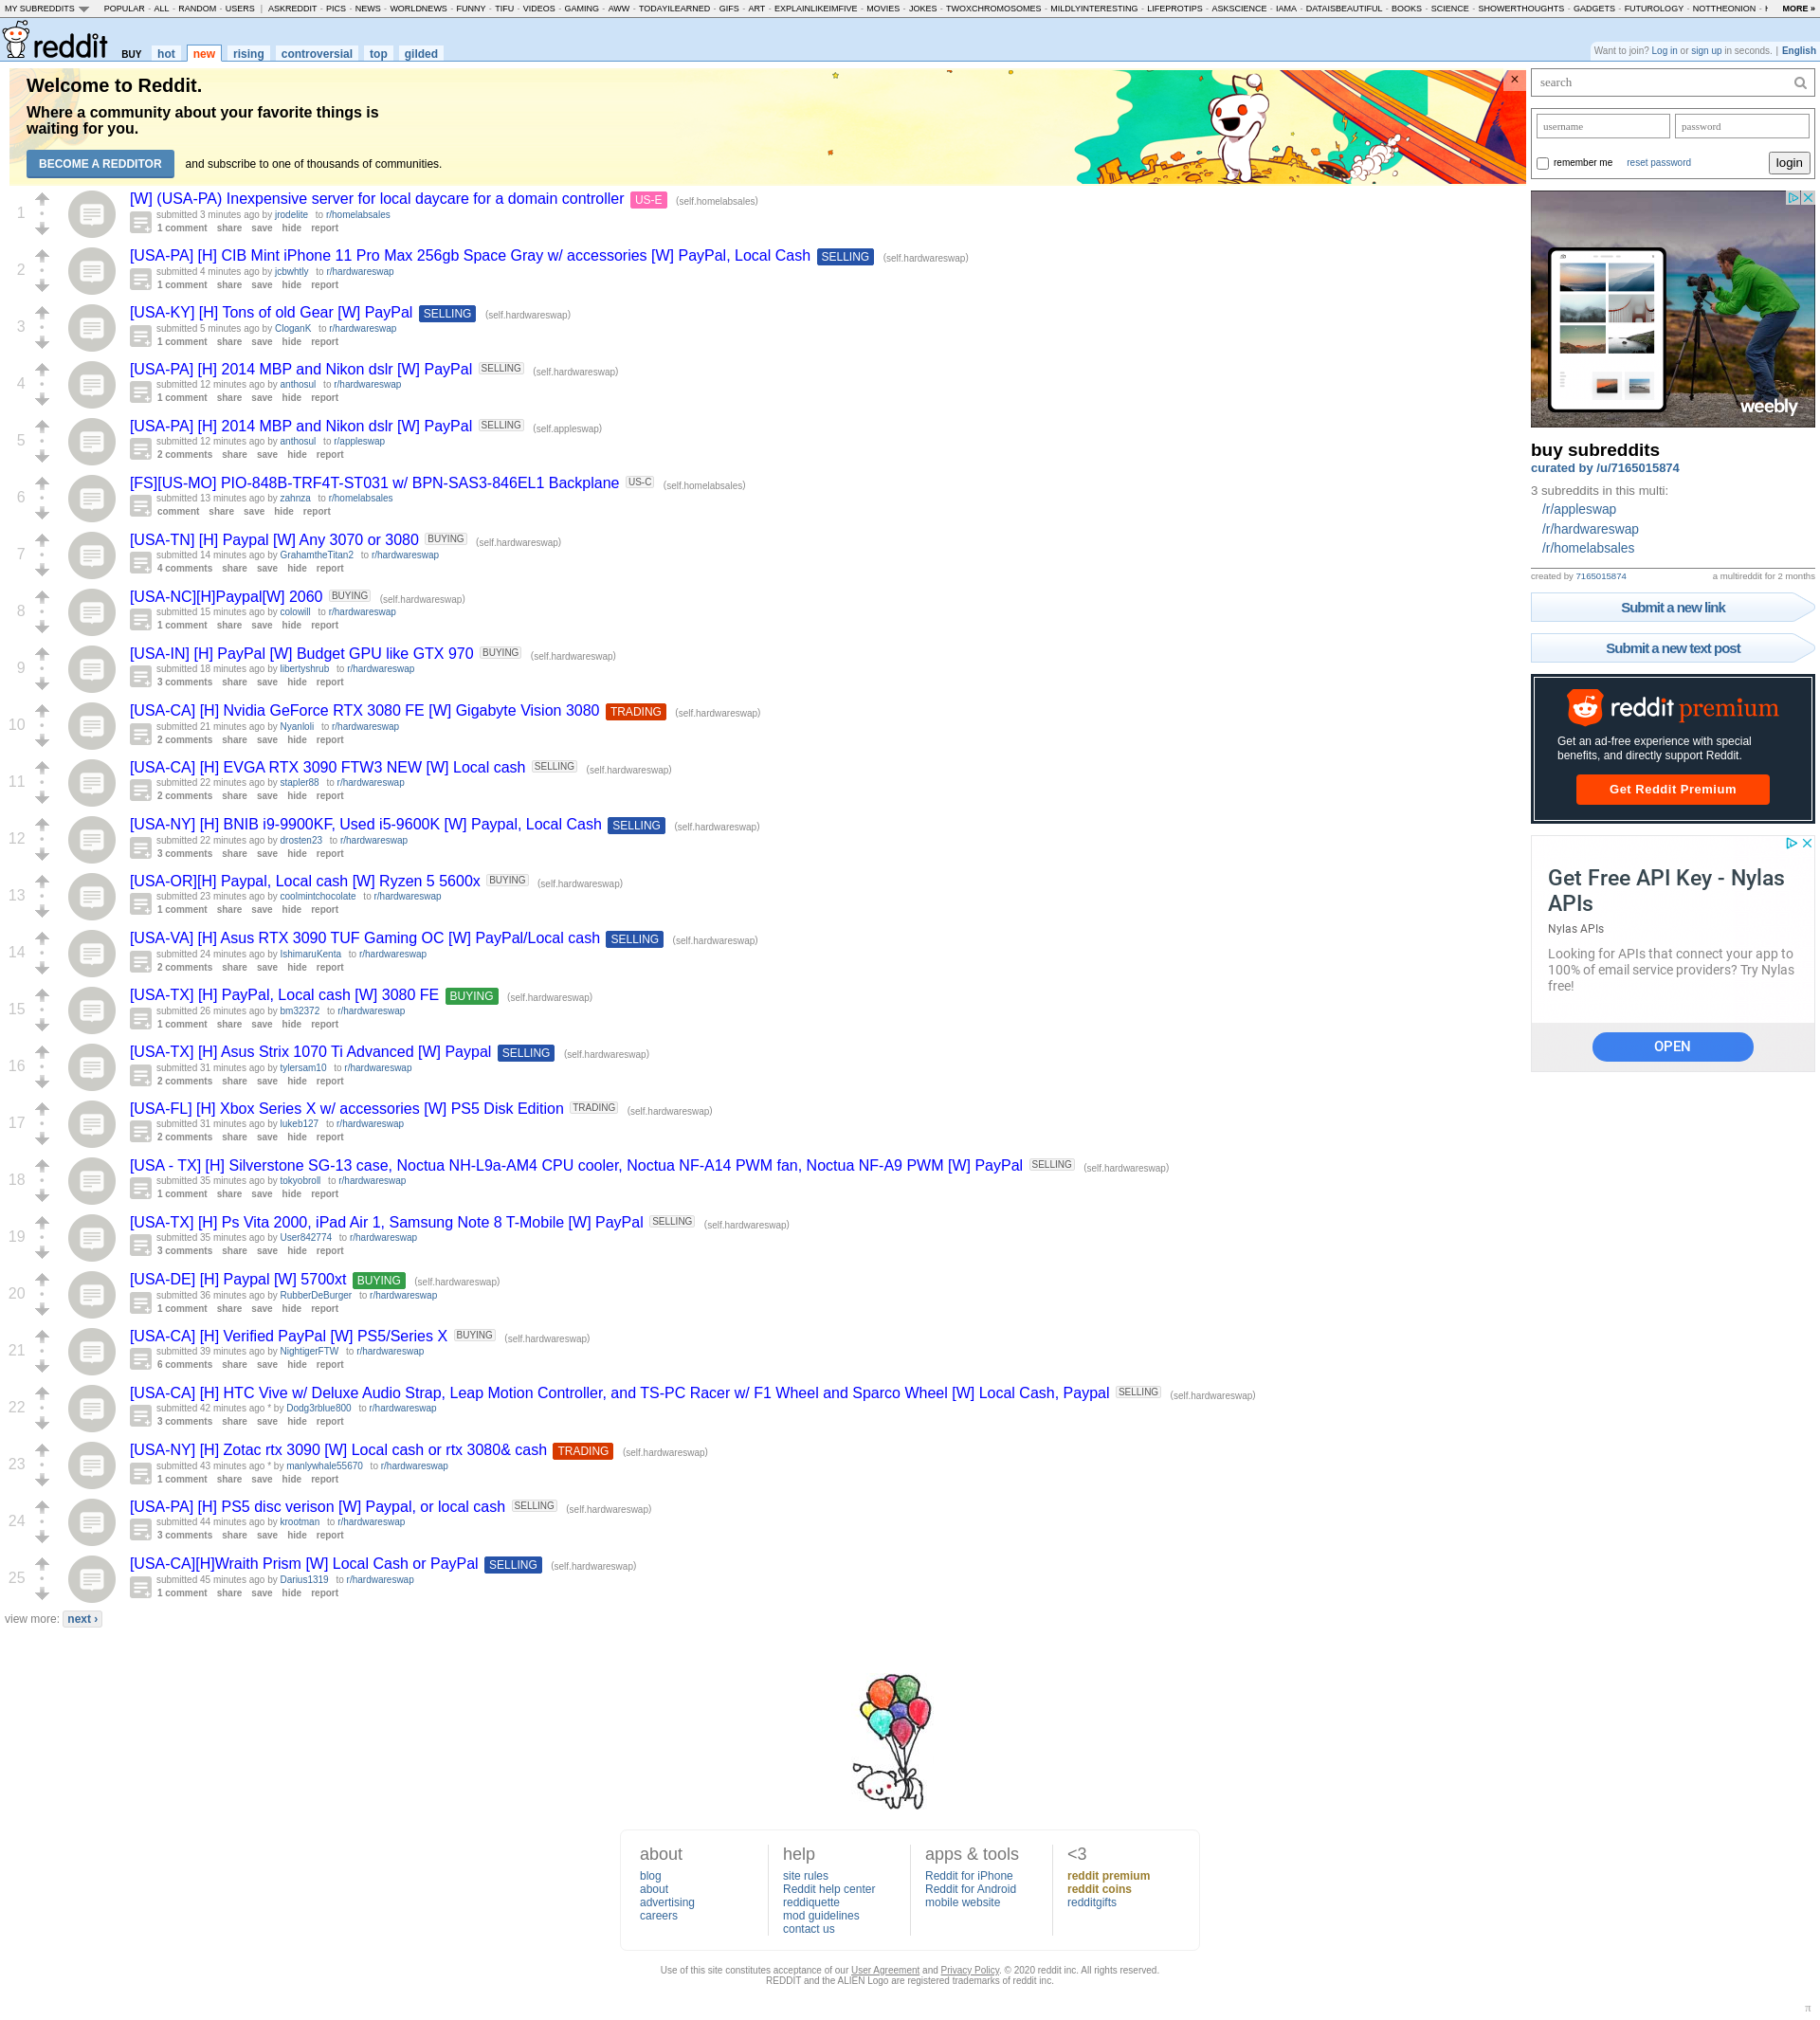 MY SUBREDDITS POPULAR - ALL - RANDOM - USERS | ASKREDDIT - PICS - NEWS - WORLDNEWS - FUNNY - TIFU - VIDEOS - GAMING - AWW - TODAYILEARNED - GIFS - ART - EXPLAINLIKEIMFIVE - MOVIES - JOKES - TWOXCHROMOSOMES - MILDLYINTERESTING - LIFEPROTIPS - ASKSCIENCE - IAMA - DATAISBEAUTIFUL - BOOKS - SCIENCE - SHOWERTHOUGHTS - GADGETS - FUTUROLOGY - NOTTHEONION - MORE »
reddit BUY hot new rising controversial top gilded
Want to join? Log in or sign up in seconds. | English
Welcome to Reddit.
Where a community about your favorite things is
waiting for you.
BECOME A REDDITOR and subscribe to one of thousands of communities.
×
1
[W] (USA-PA) Inexpensive server for local daycare for a domain controller US-E (self.homelabsales)
submitted 3 minutes ago by jrodelite to r/homelabsales
1 comment share save hide report
2
[USA-PA] [H] CIB Mint iPhone 11 Pro Max 256gb Space Gray w/ accessories [W] PayPal, Local Cash SELLING (self.hardwareswap)
submitted 4 minutes ago by jcbwhtly to r/hardwareswap
1 comment share save hide report
3
[USA-KY] [H] Tons of old Gear [W] PayPal SELLING (self.hardwareswap)
submitted 5 minutes ago by CloganK to r/hardwareswap
1 comment share save hide report
4
[USA-PA] [H] 2014 MBP and Nikon dslr [W] PayPal SELLING (self.hardwareswap)
submitted 12 minutes ago by anthosul to r/hardwareswap
1 comment share save hide report
5
[USA-PA] [H] 2014 MBP and Nikon dslr [W] PayPal SELLING (self.appleswap)
submitted 12 minutes ago by anthosul to r/appleswap
2 comments share save hide report
6
[FS][US-MO] PIO-848B-TRF4T-ST031 w/ BPN-SAS3-846EL1 Backplane US-C (self.homelabsales)
submitted 13 minutes ago by zahnza to r/homelabsales
comment share save hide report
7
[USA-TN] [H] Paypal [W] Any 3070 or 3080 BUYING (self.hardwareswap)
submitted 14 minutes ago by GrahamtheTitan2 to r/hardwareswap
4 comments share save hide report
8
[USA-NC][H]Paypal[W] 2060 BUYING (self.hardwareswap)
submitted 15 minutes ago by colowill to r/hardwareswap
1 comment share save hide report
9
[USA-IN] [H] PayPal [W] Budget GPU like GTX 970 BUYING (self.hardwareswap)
submitted 18 minutes ago by libertyshrub to r/hardwareswap
3 comments share save hide report
10
[USA-CA] [H] Nvidia GeForce RTX 3080 FE [W] Gigabyte Vision 3080 TRADING (self.hardwareswap)
submitted 21 minutes ago by Nyanloli to r/hardwareswap
2 comments share save hide report
11
[USA-CA] [H] EVGA RTX 3090 FTW3 NEW [W] Local cash SELLING (self.hardwareswap)
submitted 22 minutes ago by stapler88 to r/hardwareswap
2 comments share save hide report
12
[USA-NY] [H] BNIB i9-9900KF, Used i5-9600K [W] Paypal, Local Cash SELLING (self.hardwareswap)
submitted 22 minutes ago by drosten23 to r/hardwareswap
3 comments share save hide report
13
[USA-OR][H] Paypal, Local cash [W] Ryzen 5 5600x BUYING (self.hardwareswap)
submitted 23 minutes ago by coolmintchocolate to r/hardwareswap
1 comment share save hide report
14
[USA-VA] [H] Asus RTX 3090 TUF Gaming OC [W] PayPal/Local cash SELLING (self.hardwareswap)
submitted 24 minutes ago by IshimaruKenta to r/hardwareswap
2 comments share save hide report
15
[USA-TX] [H] PayPal, Local cash [W] 3080 FE BUYING (self.hardwareswap)
submitted 26 minutes ago by bm32372 to r/hardwareswap
1 comment share save hide report
16
[USA-TX] [H] Asus Strix 1070 Ti Advanced [W] Paypal SELLING (self.hardwareswap)
submitted 31 minutes ago by tylersam10 to r/hardwareswap
2 comments share save hide report
17
[USA-FL] [H] Xbox Series X w/ accessories [W] PS5 Disk Edition TRADING (self.hardwareswap)
submitted 31 minutes ago by lukeb127 to r/hardwareswap
2 comments share save hide report
18
[USA - TX] [H] Silverstone SG-13 case, Noctua NH-L9a-AM4 CPU cooler, Noctua NF-A14 PWM fan, Noctua NF-A9 PWM [W] PayPal SELLING (self.hardwareswap)
submitted 35 minutes ago by tokyobroll to r/hardwareswap
1 comment share save hide report
19
[USA-TX] [H] Ps Vita 2000, iPad Air 1, Samsung Note 8 T-Mobile [W] PayPal SELLING (self.hardwareswap)
submitted 35 minutes ago by User842774 to r/hardwareswap
3 comments share save hide report
20
[USA-DE] [H] Paypal [W] 5700xt BUYING (self.hardwareswap)
submitted 36 minutes ago by RubberDeBurger to r/hardwareswap
1 comment share save hide report
21
[USA-CA] [H] Verified PayPal [W] PS5/Series X BUYING (self.hardwareswap)
submitted 39 minutes ago by NightigerFTW to r/hardwareswap
6 comments share save hide report
22
[USA-CA] [H] HTC Vive w/ Deluxe Audio Strap, Leap Motion Controller, and TS-PC Racer w/ F1 Wheel and Sparco Wheel [W] Local Cash, Paypal SELLING (self.hardwareswap)
submitted 42 minutes ago * by Dodg3rblue800 to r/hardwareswap
3 comments share save hide report
23
[USA-NY] [H] Zotac rtx 3090 [W] Local cash or rtx 3080& cash TRADING (self.hardwareswap)
submitted 43 minutes ago * by manlywhale55670 to r/hardwareswap
1 comment share save hide report
24
[USA-PA] [H] PS5 disc verison [W] Paypal, or local cash SELLING (self.hardwareswap)
submitted 44 minutes ago by krootman to r/hardwareswap
3 comments share save hide report
25
[USA-CA][H]Wraith Prism [W] Local Cash or PayPal SELLING (self.hardwareswap)
submitted 45 minutes ago by Darius1319 to r/hardwareswap
1 comment share save hide report
view more: next ›
search
username password
remember me reset password login
weebly
buy subreddits
curated by /u/7165015874
3 subreddits in this multi:
/r/appleswap
/r/hardwareswap
/r/homelabsales
created by 7165015874 a multireddit for 2 months
Submit a new link
Submit a new text post
reddit premium
Get an ad-free experience with special
benefits, and directly support Reddit.
Get Reddit Premium
Get Free API Key - Nylas
APIs
Nylas APIs
Looking for APIs that connect your app to
100% of email service providers? Try Nylas
free!
OPEN
about
blog
about
advertising
careers
help
site rules
Reddit help center
reddiquette
mod guidelines
contact us
apps & tools
Reddit for iPhone
Reddit for Android
mobile website
<3
reddit premium
reddit coins
redditgifts
Use of this site constitutes acceptance of our User Agreement and Privacy Policy. © 2020 reddit inc. All rights reserved.
REDDIT and the ALIEN Logo are registered trademarks of reddit inc.
π